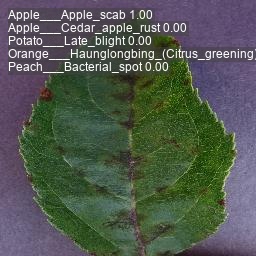 Apple___Apple_scab 1.00
Apple___Cedar_apple_rust 0.00
Potato___Late_blight 0.00
Orange___Haunglongbing_(Citrus_greening)
Peach___Bacterial_spot 0.00